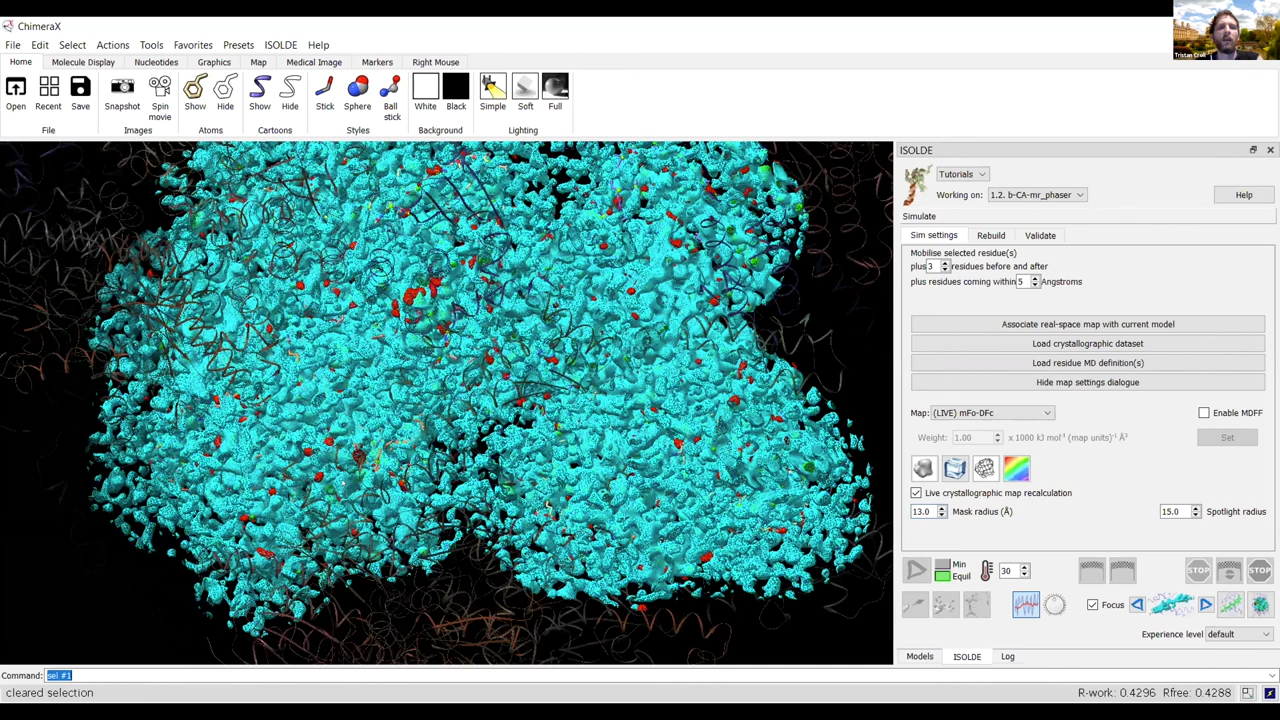 ChimeraX
File Edit Select Actions Tools Favorites Presets ISOLDE Help
Home Molecule Display Nucleotides Graphics Map Medical Image Markers Right Mouse
Open Recent Save Snapshot Spin movie Show Hide Show Hide Stick Sphere Ball stick White Black Simple Soft Full
File Images Atoms Cartoons Styles Background Lighting
ISOLDE
Tutorials
Working on: 1.2. b-CA-mr_phaser Help
Simulate
Sim settings Rebuild Validate
Mobilise selected residue(s)
plus 3 residues before and after
plus residues coming within 5 Angstroms
Associate real-space map with current model
Load crystallographic dataset
Load residue MD definition(s)
Hide map settings dialogue
Map: (LIVE) mFo-DFc Enable MDFF
Weight: 1.00 x 1000 kJ mol⁻¹ (map units)⁻¹ Å³ Set
Live crystallographic map recalculation
13.0 Mask radius (Å) 15.0 Spotlight radius
Min
Equil 30 STOP STOP
Focus
Experience level default
Models ISOLDE Log
Command: sel #1
cleared selection R-work: 0.4296 Rfree: 0.4288